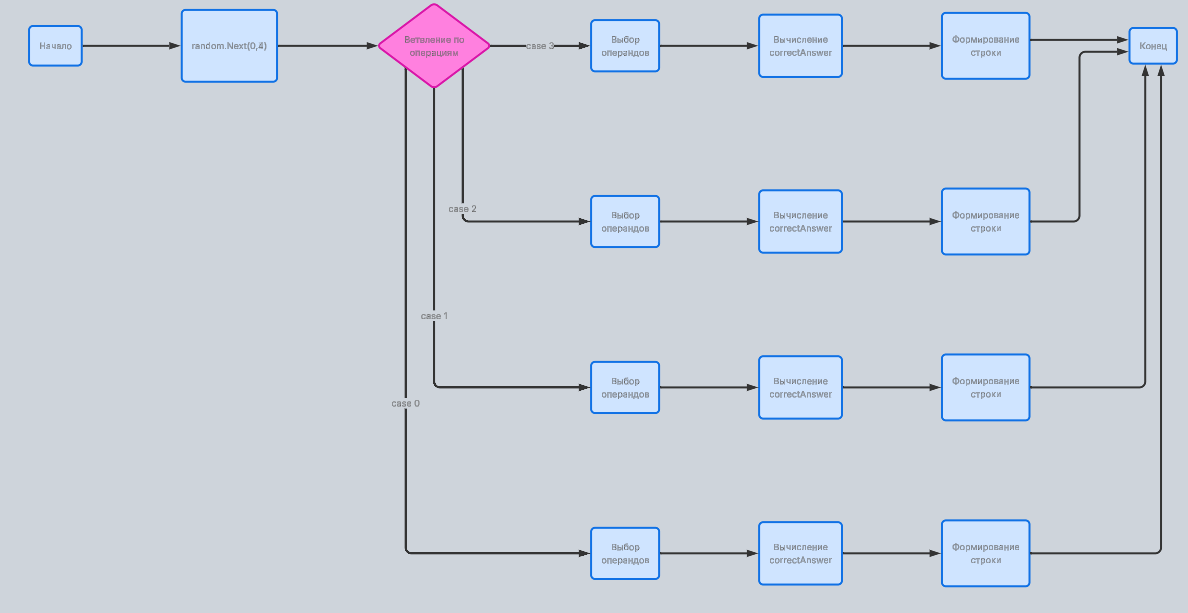 Начало
random.Next(0,4)
Ветвление по
операциям
case 3
Выбор
операндов
Вычисление
correctAnswer
Формирование
строки
Конец
case 2
Выбор
операндов
Вычисление
correctAnswer
Формирование
строки
case 1
Выбор
операндов
Вычисление
correctAnswer
Формирование
строки
case 0
Выбор
операндов
Вычисление
correctAnswer
Формирование
строки